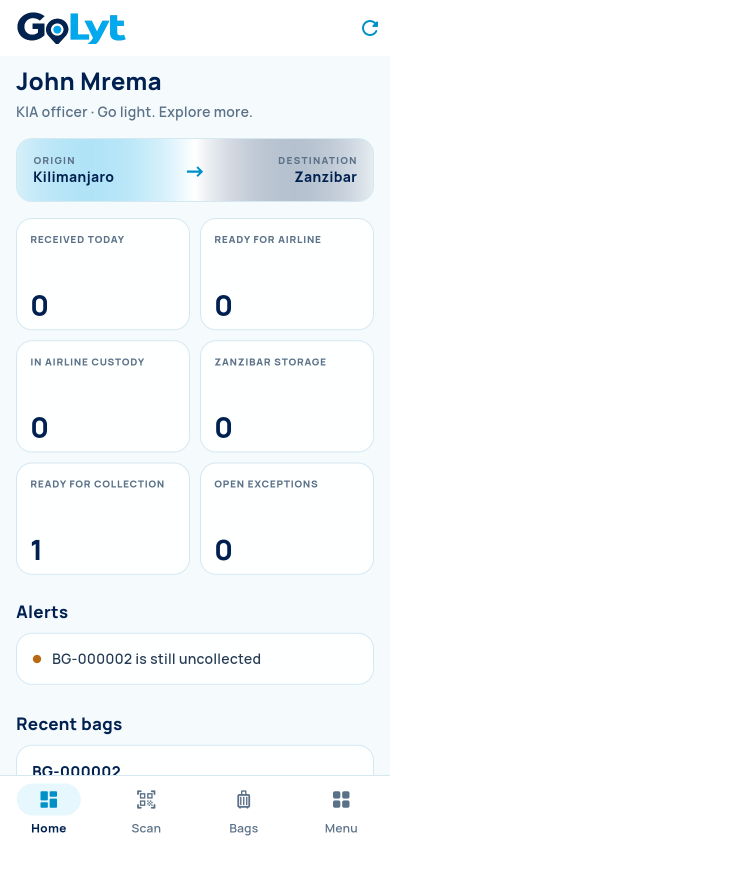 GoLyt
John Mrema
KIA officer · Go light. Explore more.
ORIGIN
Kilimanjaro
→
DESTINATION
Zanzibar
RECEIVED TODAY
0
READY FOR AIRLINE
0
IN AIRLINE CUSTODY
0
ZANZIBAR STORAGE
0
READY FOR COLLECTION
1
OPEN EXCEPTIONS
0
Alerts
BG-000002 is still uncollected
Recent bags
BG-000002
Home
Scan
Bags
Menu